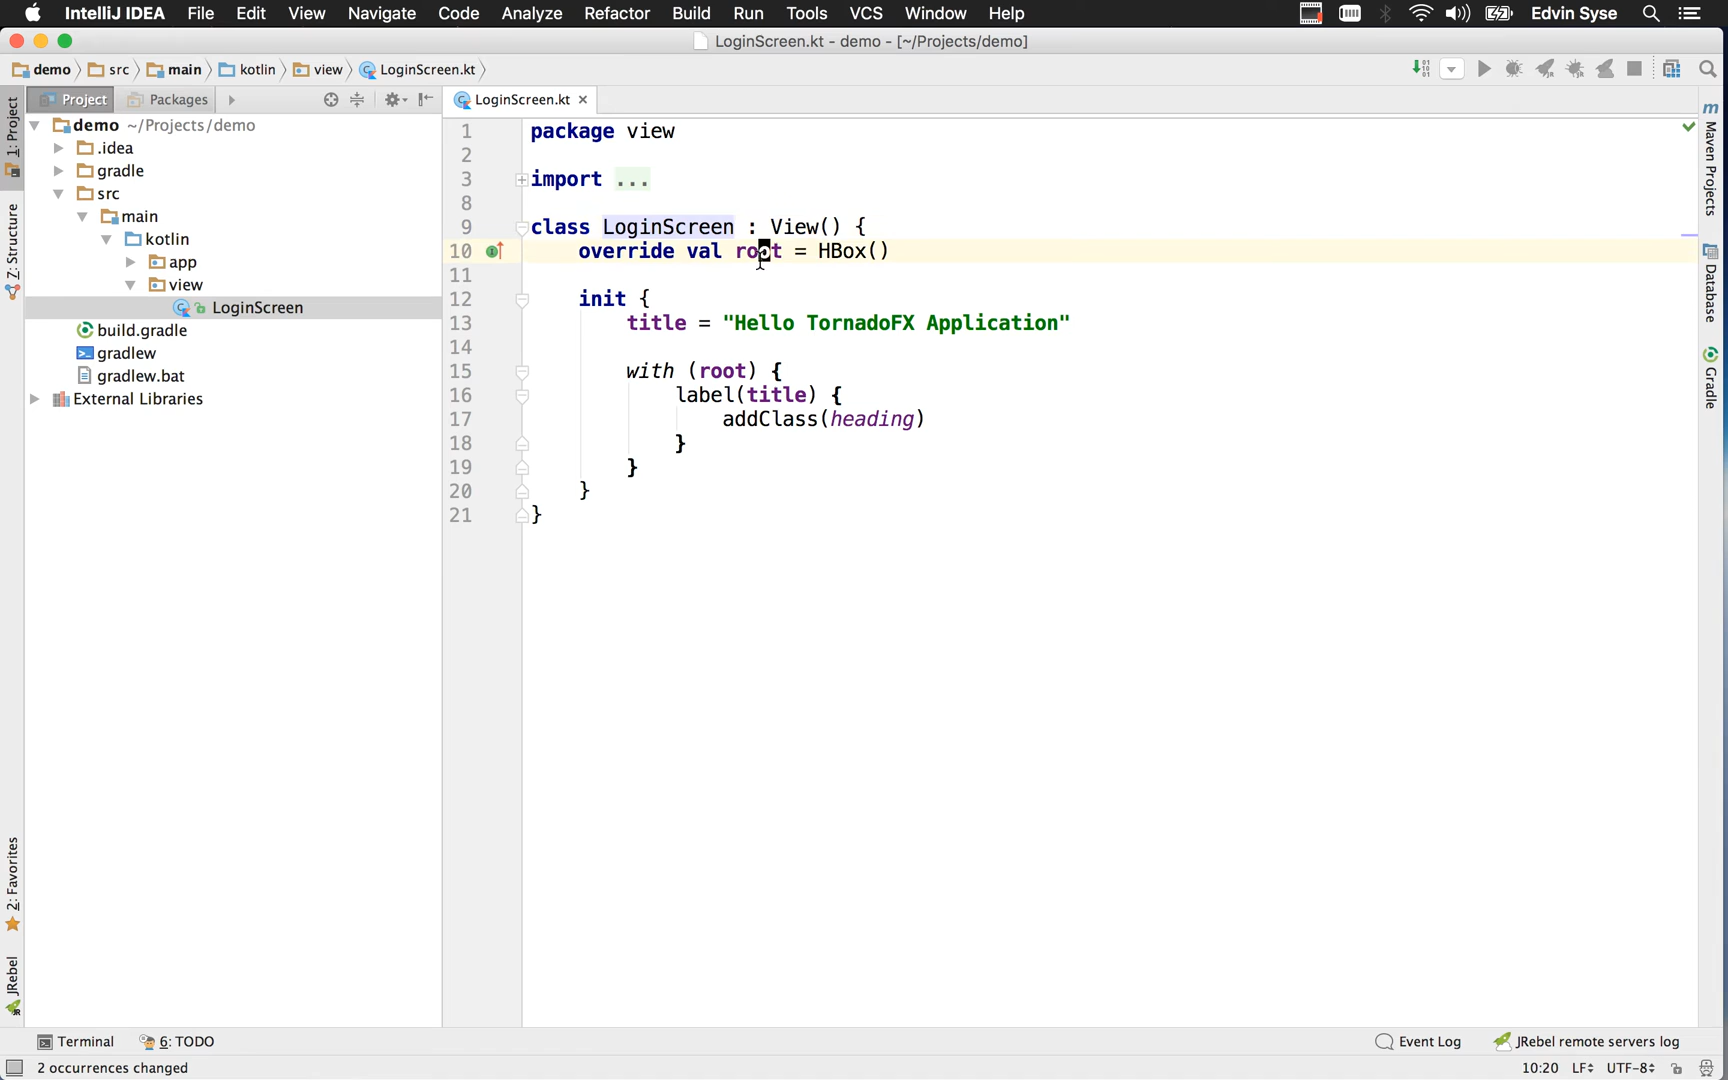 IntelliJ IDEA File Edit View Navigate Code Analyze Refactor Build Run Tools VCS Window Help Edvin Syse
LoginScreen.kt - demo - [~/Projects/demo]
demo src main kotlin view LoginScreen.kt
Project Packages
LoginScreen.kt
1: Project
7: Structure
2: Favorites
JRebel
demo ~/Projects/demo
.idea
gradle
src
main
kotlin
app
view
LoginScreen
build.gradle
gradlew
gradlew.bat
External Libraries
1 package view
2
3 import ...
8
9 class LoginScreen : View() {
10 override val root = HBox()
11
12 init {
13 title = "Hello TornadoFX Application"
14
15 with (root) {
16 label(title) {
17 addClass(heading)
18 }
19 }
20 }
21 }
Maven Projects
Database
Gradle
Terminal 6: TODO Event Log JRebel remote servers log
2 occurrences changed 10:20 LF UTF-8